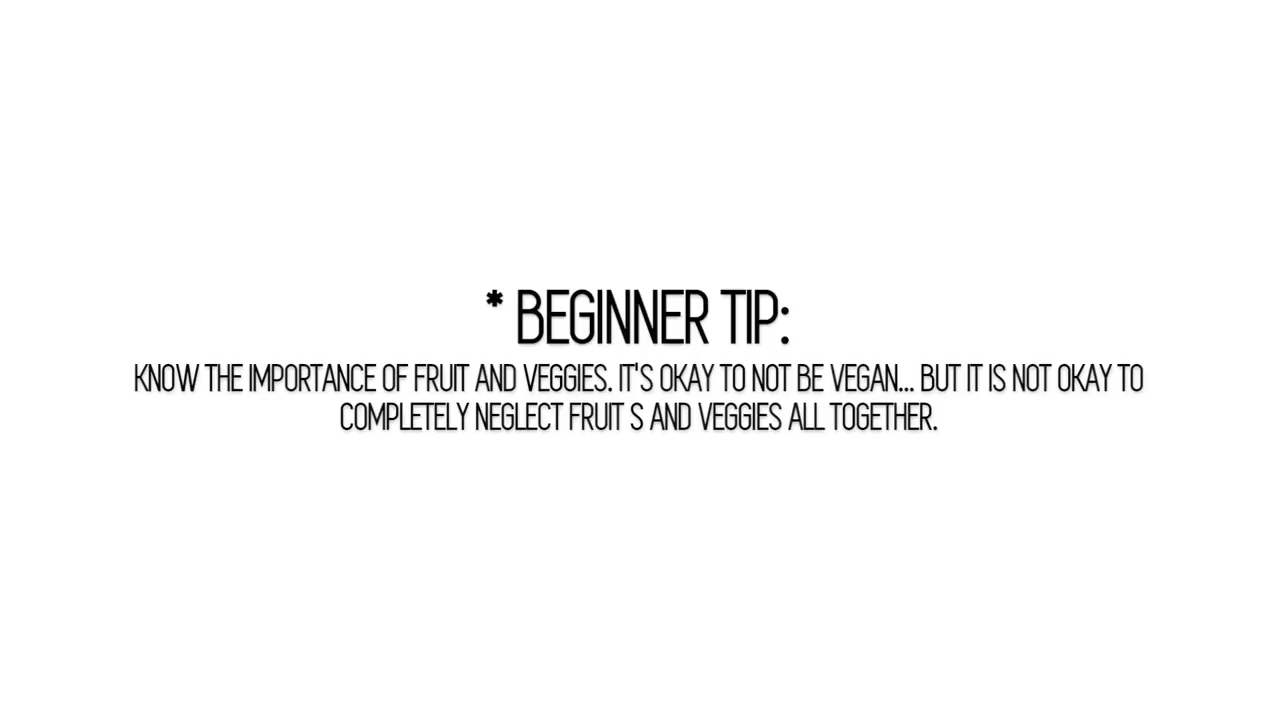 * BEGINNER TIP:
KNOW THE IMPORTANCE OF FRUIT AND VEGGIES. IT'S OKAY TO NOT BE VEGAN... BUT IT IS NOT OKAY TO
COMPLETELY NEGLECT FRUIT S AND VEGGIES ALL TOGETHER.